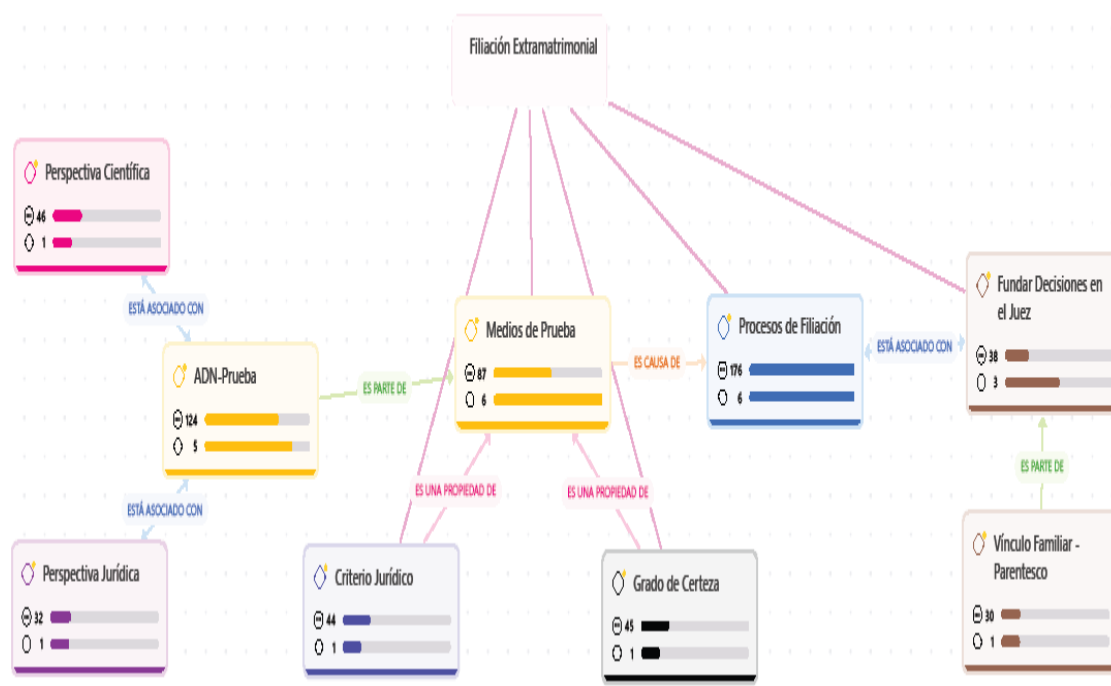 Filiación Extramatrimonial
Perspectiva Científica
46
1
ESTÁ ASOCIADO CON
ADN-Prueba
124
5
ES PARTE DE
Medios de Prueba
87
6
ES CAUSA DE
Procesos de Filiación
176
6
ESTÁ ASOCIADO CON
Fundar Decisiones en
el Juez
38
3
ESTÁ ASOCIADO CON
ES UNA PROPIEDAD DE
ES UNA PROPIEDAD DE
ES PARTE DE
Perspectiva Jurídica
32
1
Criterio Jurídico
44
1
Grado de Certeza
45
1
Vínculo Familiar -
Parentesco
30
1